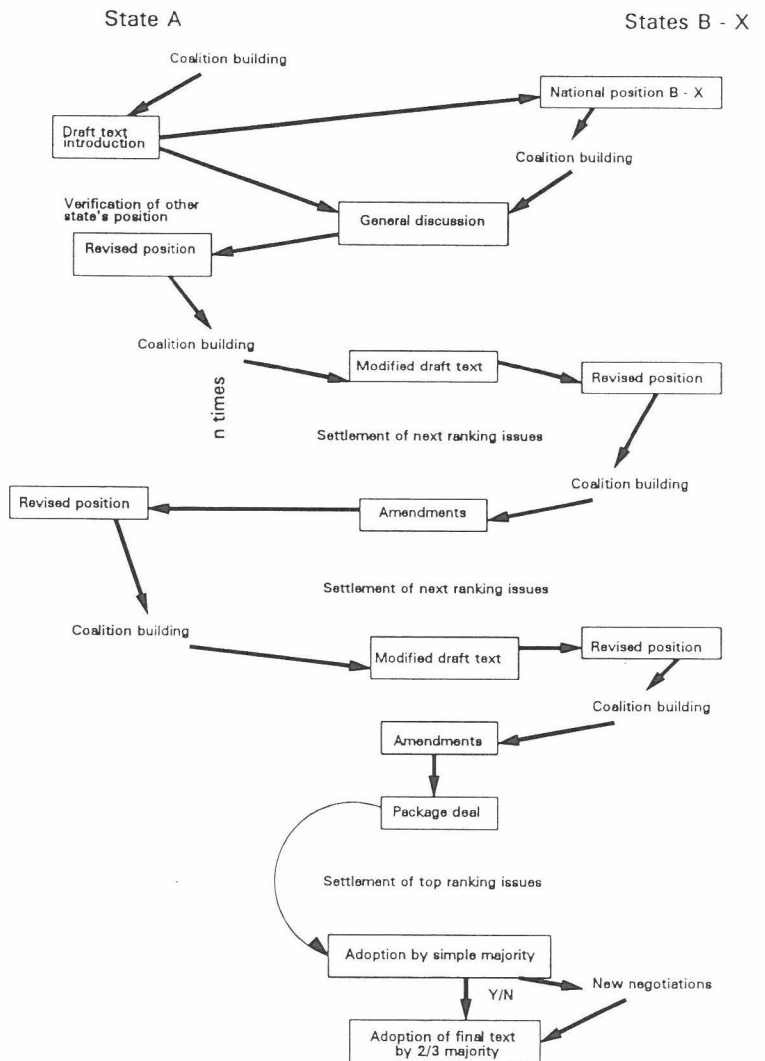 State A
States B - X
Coalition building
National position B - X
Draft text
introduction
Coalition building
Verification of other
state's position
General discussion
Revised position
Coalition building
Modified draft text
Revised position
n times
Settlement of next ranking issues
Coalition building
Revised position
Amendments
Settlement of next ranking issues
Coalition building
Revised position
Modified draft text
Coalition building
Amendments
Package deal
Settlement of top ranking issues
Adoption by simple majority
New negotiations
Y/N
Adoption of final text
by 2/3 majority